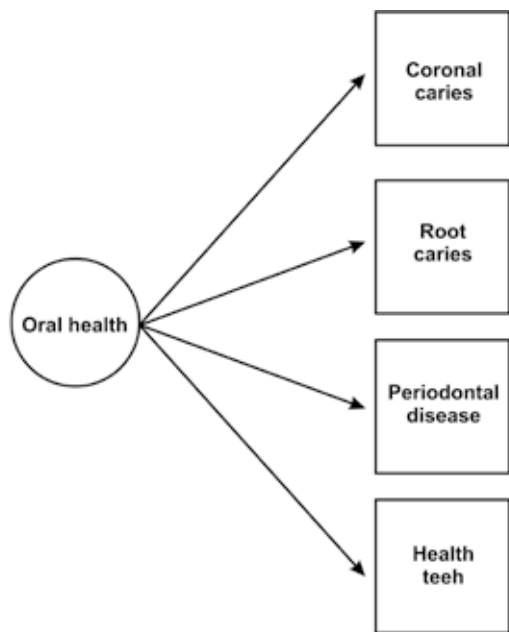 Coronal
caries
Root
caries
Oral health
Periodontal
disease
Health
teeh